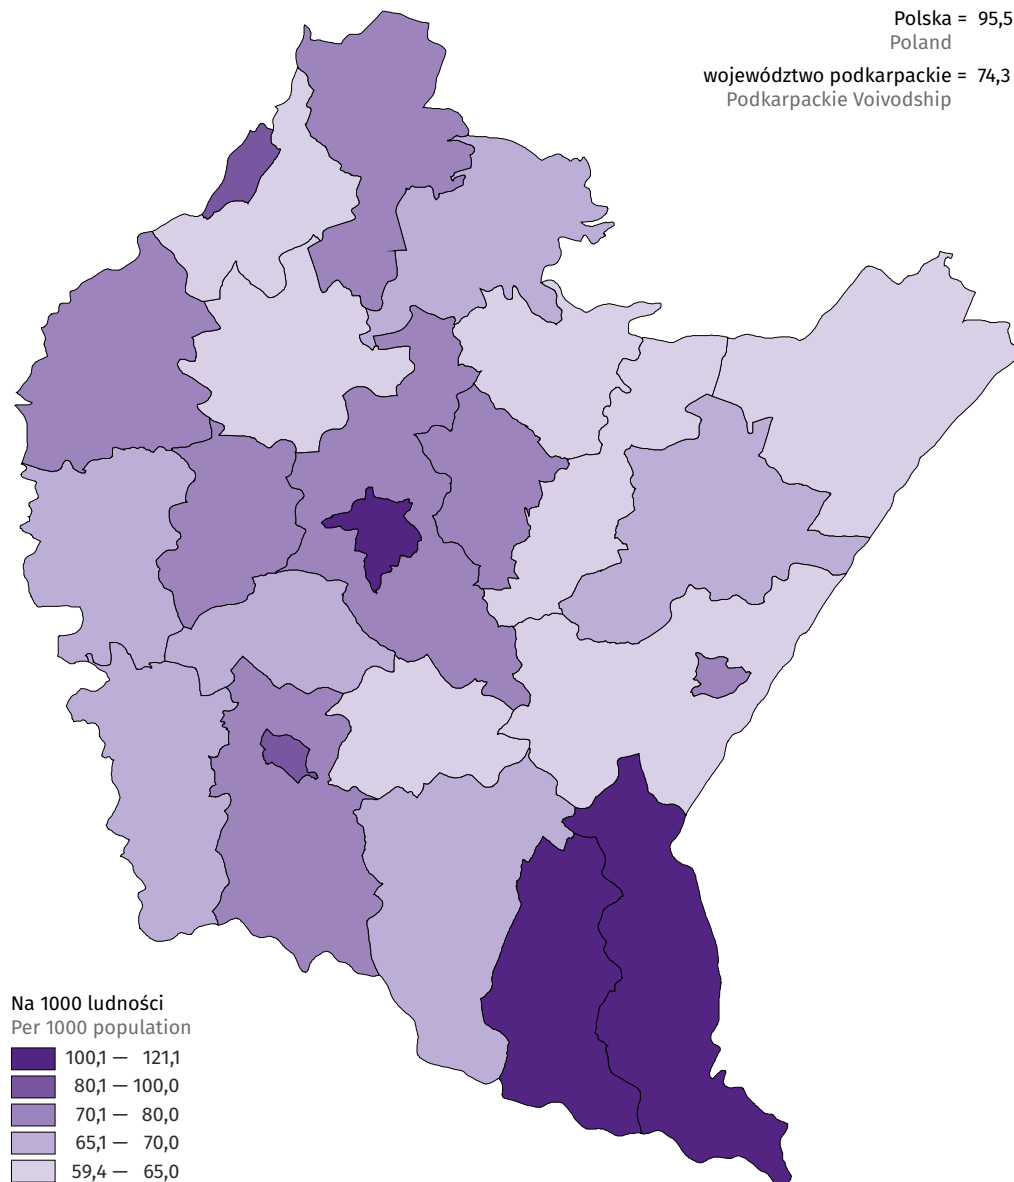 Polska = 95,5
Poland
województwo podkarpackie = 74,3
Podkarpackie Voivodship
Na 1000 ludności
Per 1000 population
100,1 — 121,1
80,1 — 100,0
70,1 — 80,0
65,1 — 70,0
59,4 — 65,0